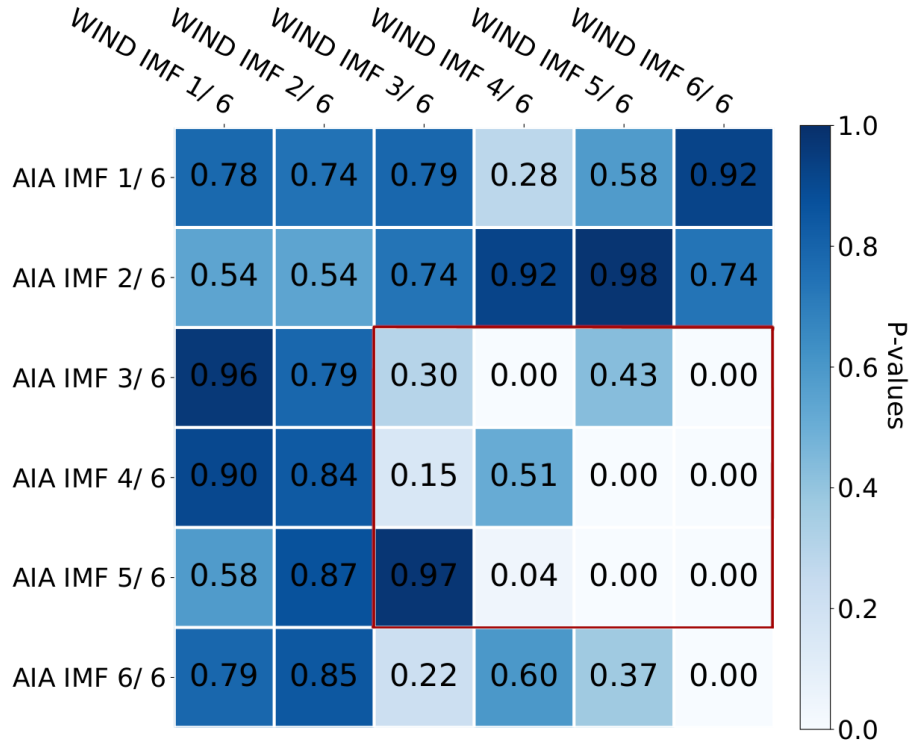 WIND IMF 1/ 6
WIND IMF 2/ 6
WIND IMF 3/ 6
WIND IMF 4/ 6
WIND IMF 5/ 6
WIND IMF 6/ 6
AIA IMF 1/ 6 0.78 0.74 0.79 0.28 0.58 0.92
AIA IMF 2/ 6 0.54 0.54 0.74 0.92 0.98 0.74
AIA IMF 3/ 6 0.96 0.79 0.30 0.00 0.43 0.00
AIA IMF 4/ 6 0.90 0.84 0.15 0.51 0.00 0.00
AIA IMF 5/ 6 0.58 0.87 0.97 0.04 0.00 0.00
AIA IMF 6/ 6 0.79 0.85 0.22 0.60 0.37 0.00
1.0
0.8
0.6
0.4
0.2
0.0
P-values